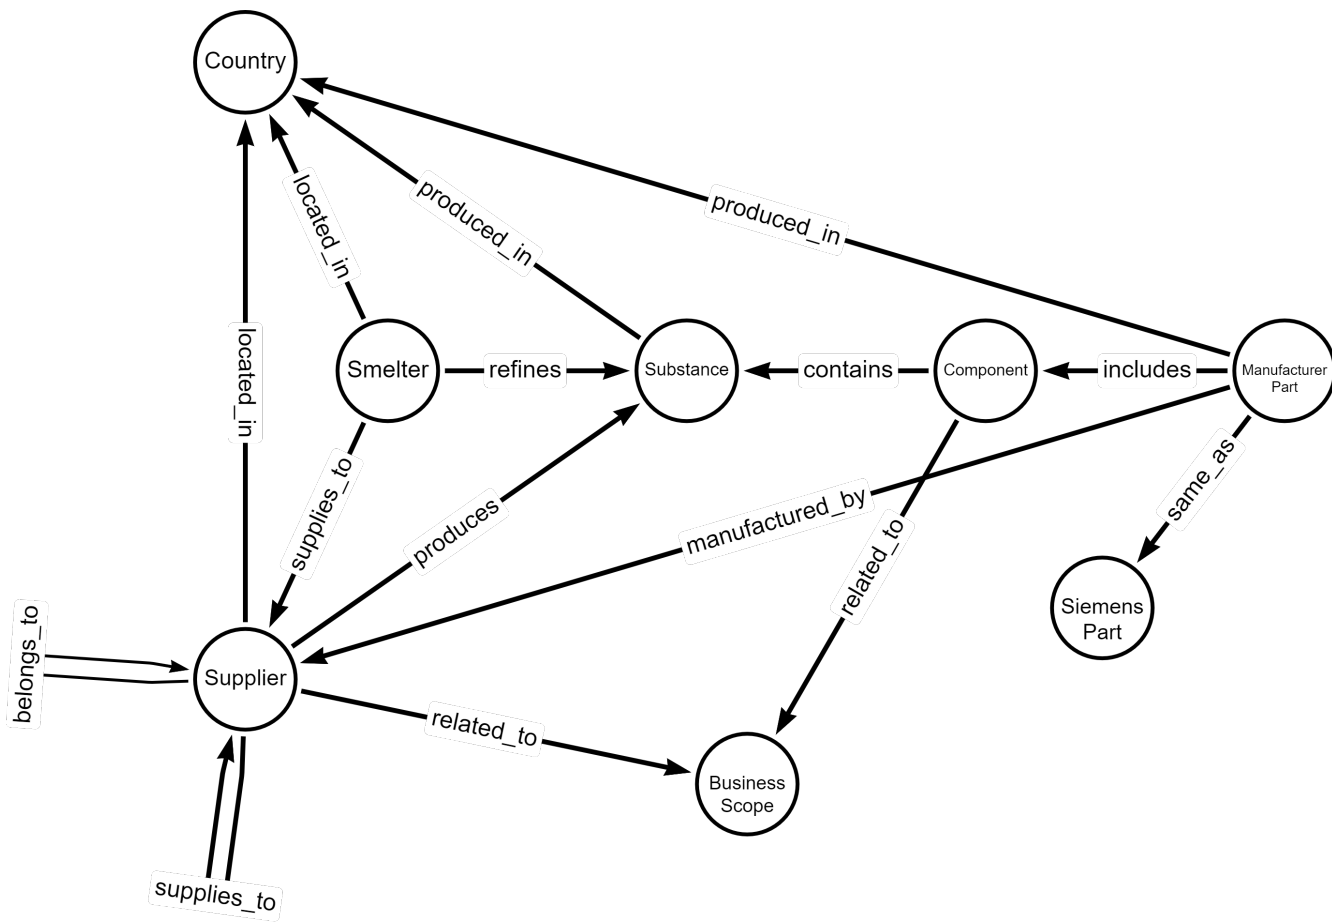 Country
produced_in
located_in
produced_in
located_in
Smelter
refines
Substance
contains
Component
includes
Manufacturer
Part
supplies_to
produces
manufactured_by
related_to
same_as
Siemens
Part
belongs_to
Supplier
related_to
Business
Scope
supplies_to